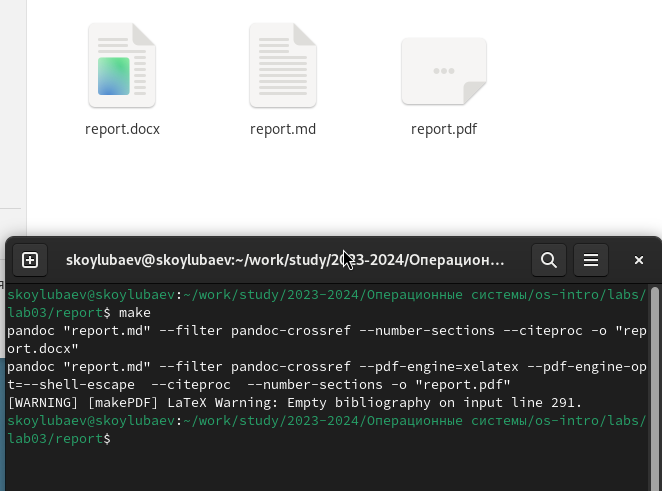 report.docx
report.md
report.pdf
skoylubaev@skoylubaev:~/work/study/2023-2024/Операцион...
skoylubaev@skoylubaev:~/work/study/2023-2024/Операционные системы/os-intro/labs/
lab03/report$ make
pandoc "report.md" --filter pandoc-crossref --number-sections --citeproc -o "rep
ort.docx"
pandoc "report.md" --filter pandoc-crossref --pdf-engine=xelatex --pdf-engine-op
t=--shell-escape  --citeproc  --number-sections -o "report.pdf"
[WARNING] [makePDF] LaTeX Warning: Empty bibliography on input line 291.
skoylubaev@skoylubaev:~/work/study/2023-2024/Операционные системы/os-intro/labs/
lab03/report$